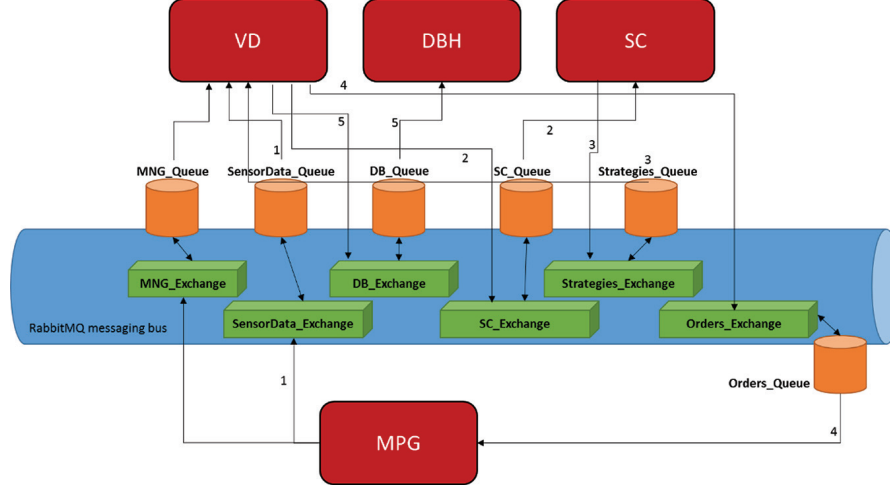 VD
DBH
SC
4
5
5
1
2
2
3
3
MNG_Queue
SensorData_Queue
DB_Queue
SC_Queue
Strategies_Queue
MNG_Exchange
DB_Exchange
Strategies_Exchange
SensorData_Exchange
SC_Exchange
Orders_Exchange
RabbitMQ messaging bus
1
Orders_Queue
4
MPG